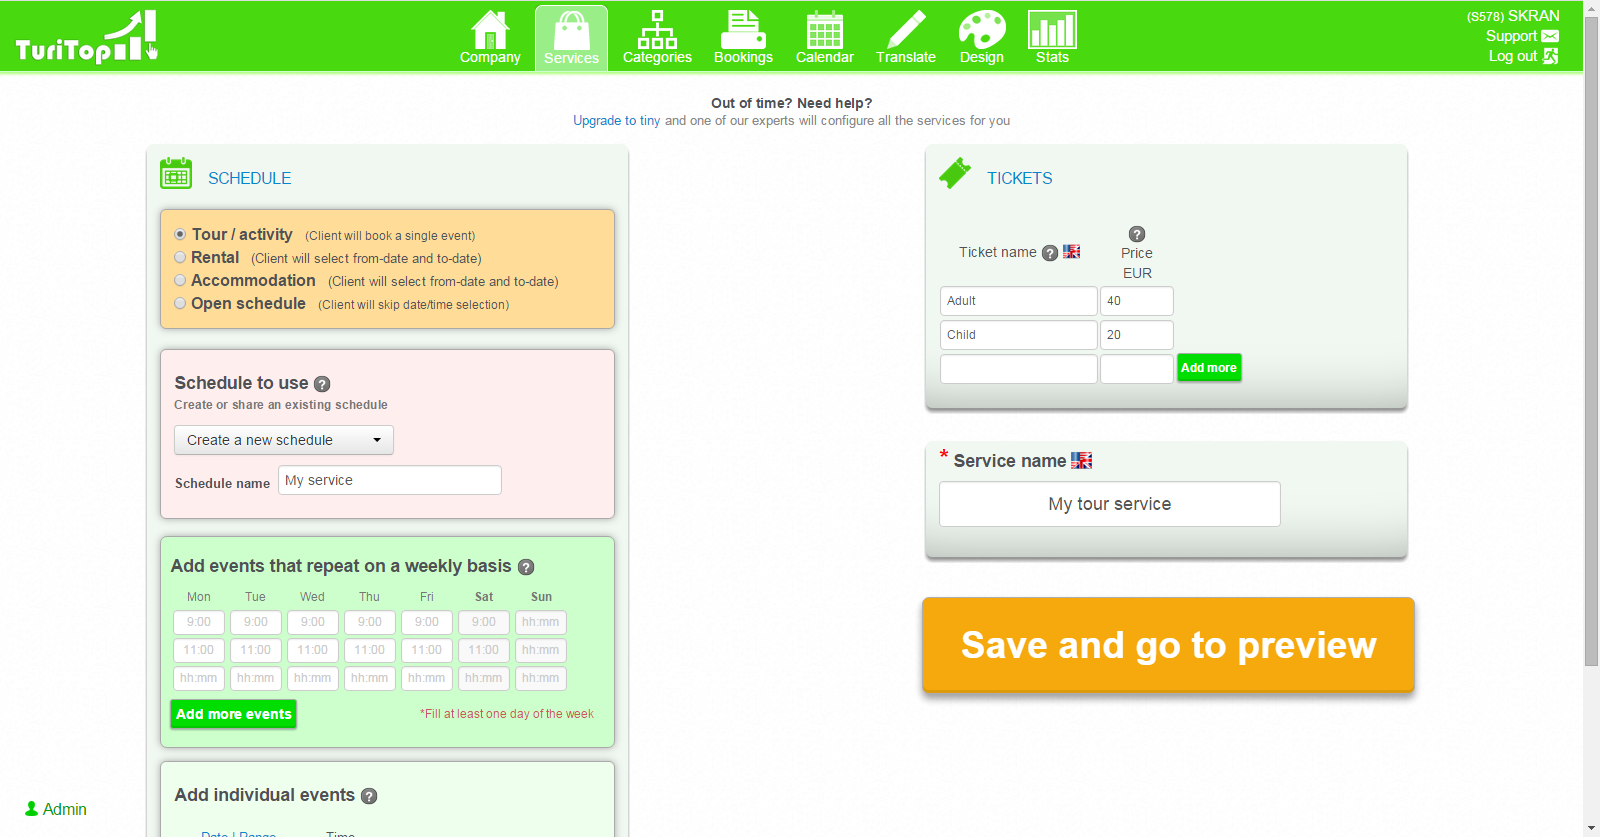 TuriTop
Company
Services
Categories
Bookings
Calendar
Translate
Design
Stats
(S578) SKRAN
Support
Log out
Out of time? Need help?
Upgrade to tiny and one of our experts will configure all the services for you
SCHEDULE
Tour / activity (Client will book a single event)
Rental (Client will select from-date and to-date)
Accommodation (Client will select from-date and to-date)
Open schedule (Client will skip date/time selection)
Schedule to use ?
Create or share an existing schedule
Create a new schedule
Schedule name My service
Add events that repeat on a weekly basis ?
Mon Tue Wed Thu Fri Sat Sun
9:00 9:00 9:00 9:00 9:00 9:00 hh:mm
11:00 11:00 11:00 11:00 11:00 11:00 hh:mm
hh:mm hh:mm hh:mm hh:mm hh:mm hh:mm hh:mm
Add more events *Fill at least one day of the week
Add individual events ?
Date | Range Time
TICKETS
?
Ticket name ? Price
EUR
Adult 40
Child 20
Add more
* Service name
My tour service
Save and go to preview
Admin